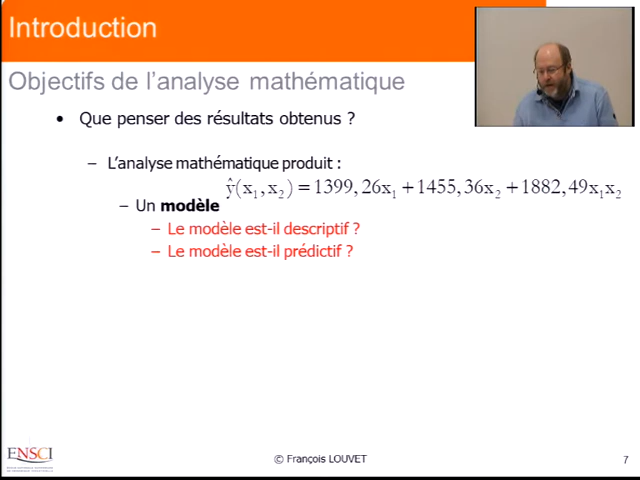 Introduction
Objectifs de l'analyse mathématique
• Que penser des résultats obtenus ?
– L'analyse mathématique produit :
ŷ(x₁,x₂) = 1399,26x₁ + 1455,36x₂ + 1882,49x₁x₂
– Un modèle
– Le modèle est-il descriptif ?
– Le modèle est-il prédictif ?
ENSCI
© François LOUVET
7